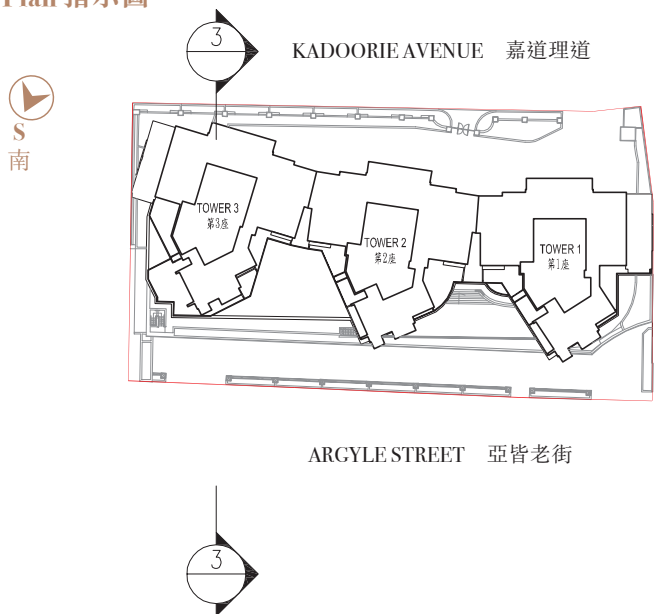 Plan 指示圖
3
KADOORIE AVENUE 嘉道理道
S
南
TOWER 3
第3座
TOWER 2
第2座
TOWER 1
第1座
ARGYLE STREET 亞皆老街
3